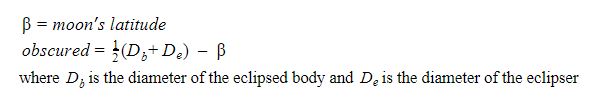 β = moon's latitude
obscured = ½(D_b + D_e) − β
where D_b is the diameter of the eclipsed body and D_e is the diameter of the eclipser